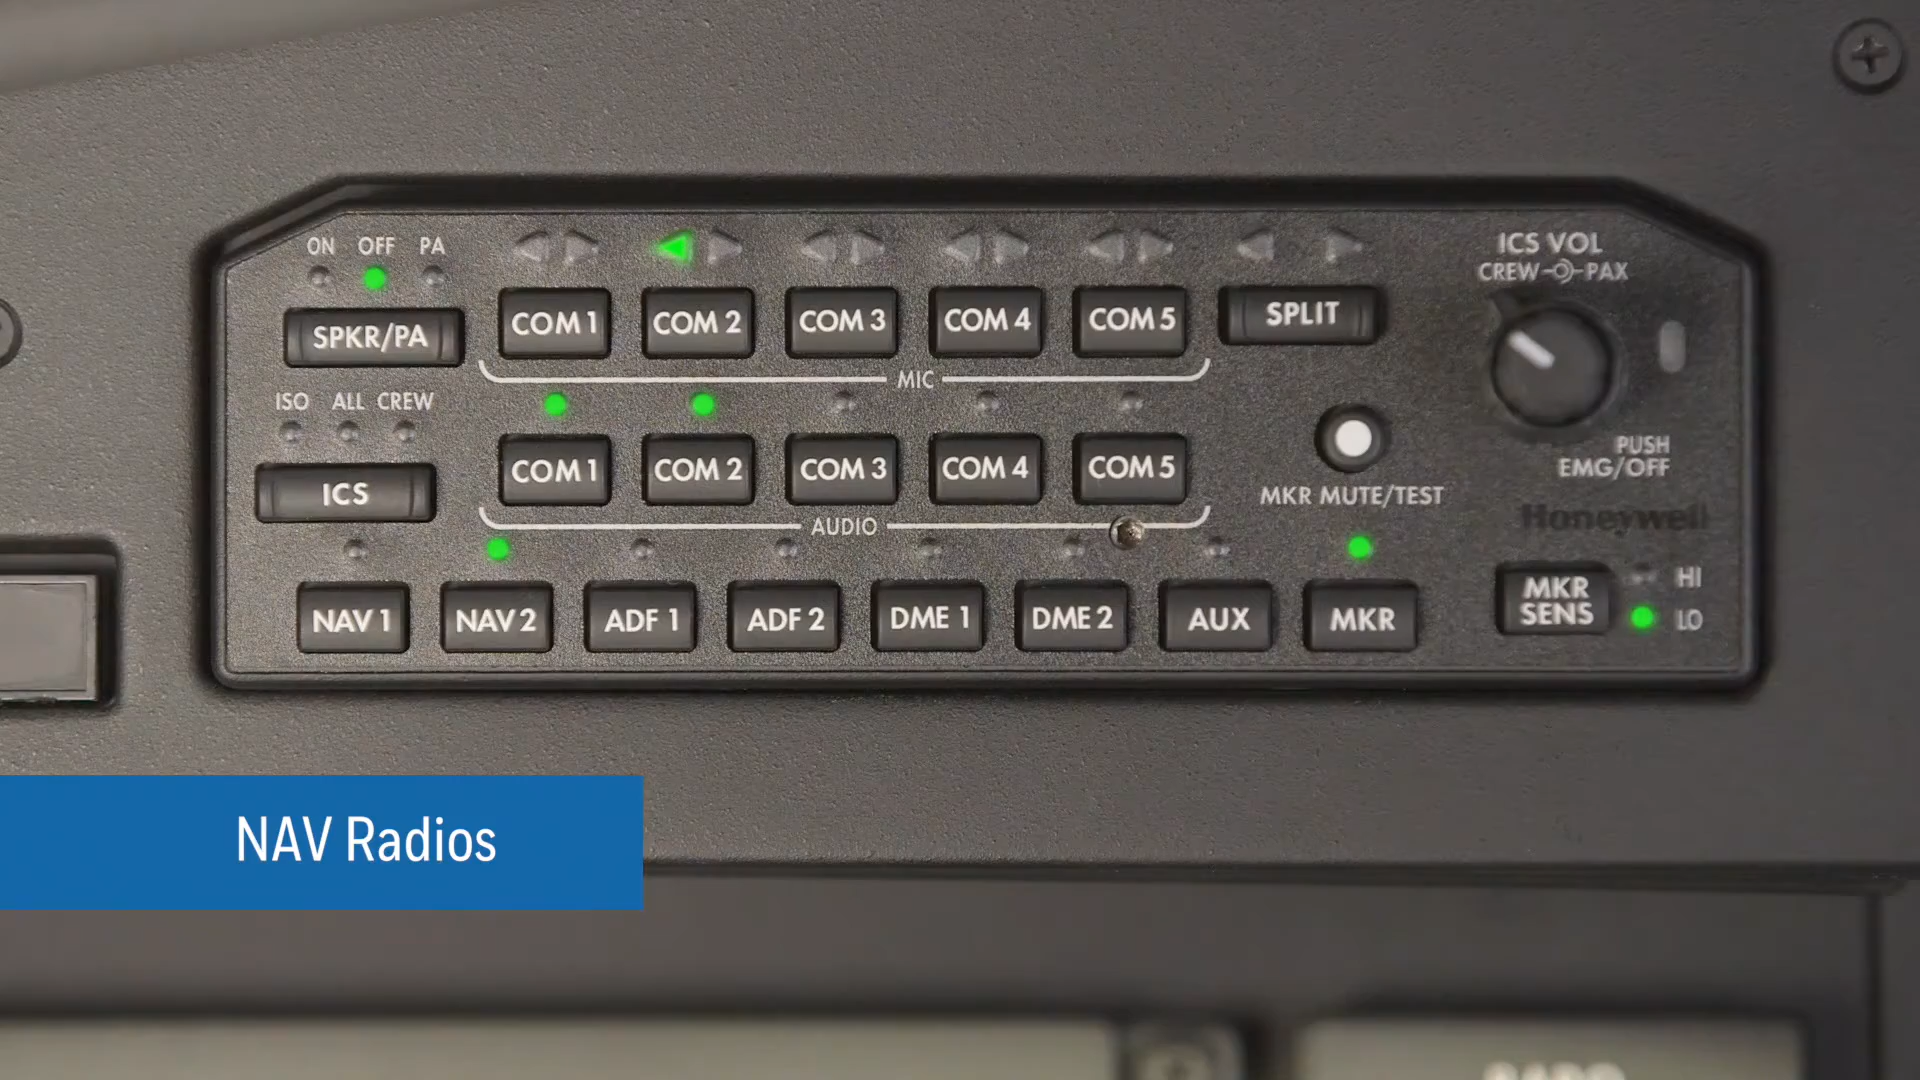 ON OFF PA
SPKR/PA
COM 1 COM 2 COM 3 COM 4 COM 5 SPLIT
MIC
ICS VOL
CREW PAX
ISO ALL CREW
ICS
COM 1 COM 2 COM 3 COM 4 COM 5
AUDIO
MKR MUTE/TEST
PUSH
EMG/OFF
Honeywell
NAV 1 NAV 2 ADF 1 ADF 2 DME 1 DME 2 AUX MKR
MKR
SENS
HI
LO
NAV Radios